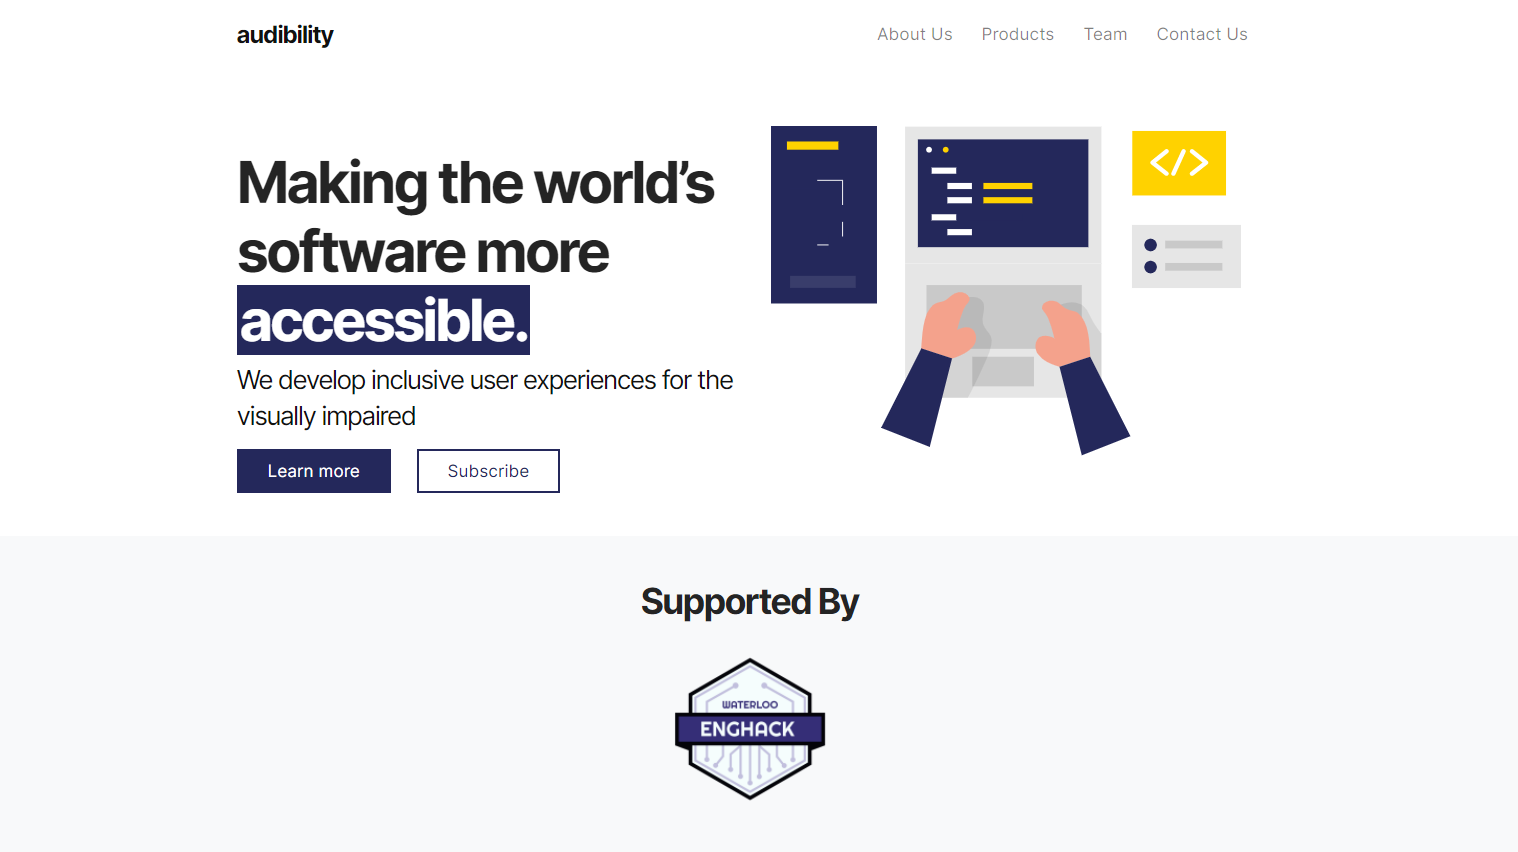 audibility
About Us
Products
Team
Contact Us
Making the world’s
software more
accessible.
We develop inclusive user experiences for the
visually impaired
Learn more
Subscribe
</>
Supported By
WATERLOO
ENGHACK